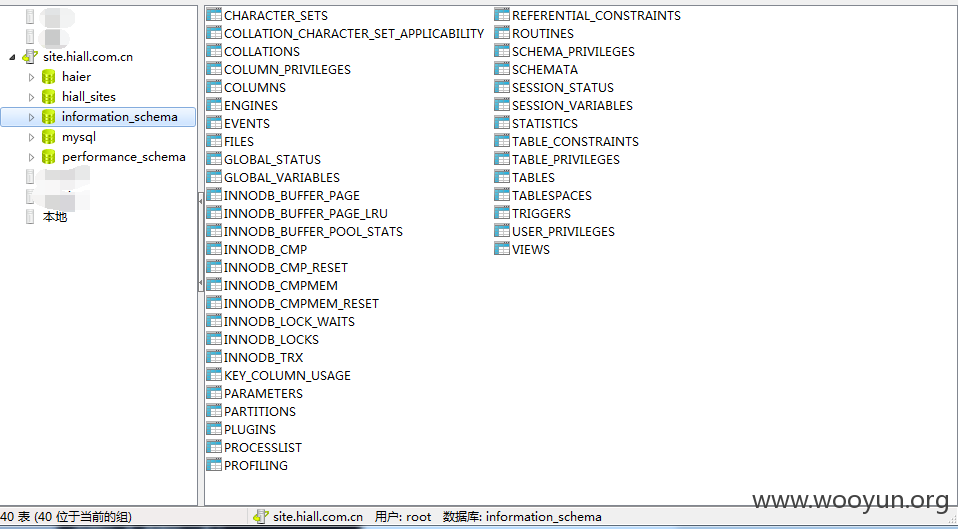 site.hiall.com.cn
haier
hiall_sites
information_schema
mysql
performance_schema
本地
CHARACTER_SETS
COLLATION_CHARACTER_SET_APPLICABILITY
COLLATIONS
COLUMN_PRIVILEGES
COLUMNS
ENGINES
EVENTS
FILES
GLOBAL_STATUS
GLOBAL_VARIABLES
INNODB_BUFFER_PAGE
INNODB_BUFFER_PAGE_LRU
INNODB_BUFFER_POOL_STATS
INNODB_CMP
INNODB_CMP_RESET
INNODB_CMPMEM
INNODB_CMPMEM_RESET
INNODB_LOCK_WAITS
INNODB_LOCKS
INNODB_TRX
KEY_COLUMN_USAGE
PARAMETERS
PARTITIONS
PLUGINS
PROCESSLIST
PROFILING
REFERENTIAL_CONSTRAINTS
ROUTINES
SCHEMA_PRIVILEGES
SCHEMATA
SESSION_STATUS
SESSION_VARIABLES
STATISTICS
TABLE_CONSTRAINTS
TABLE_PRIVILEGES
TABLES
TABLESPACES
TRIGGERS
USER_PRIVILEGES
VIEWS
www.wooyun.org
40 表 (40 位于当前的组) site.hiall.com.cn 用户: root 数据库: information_schema